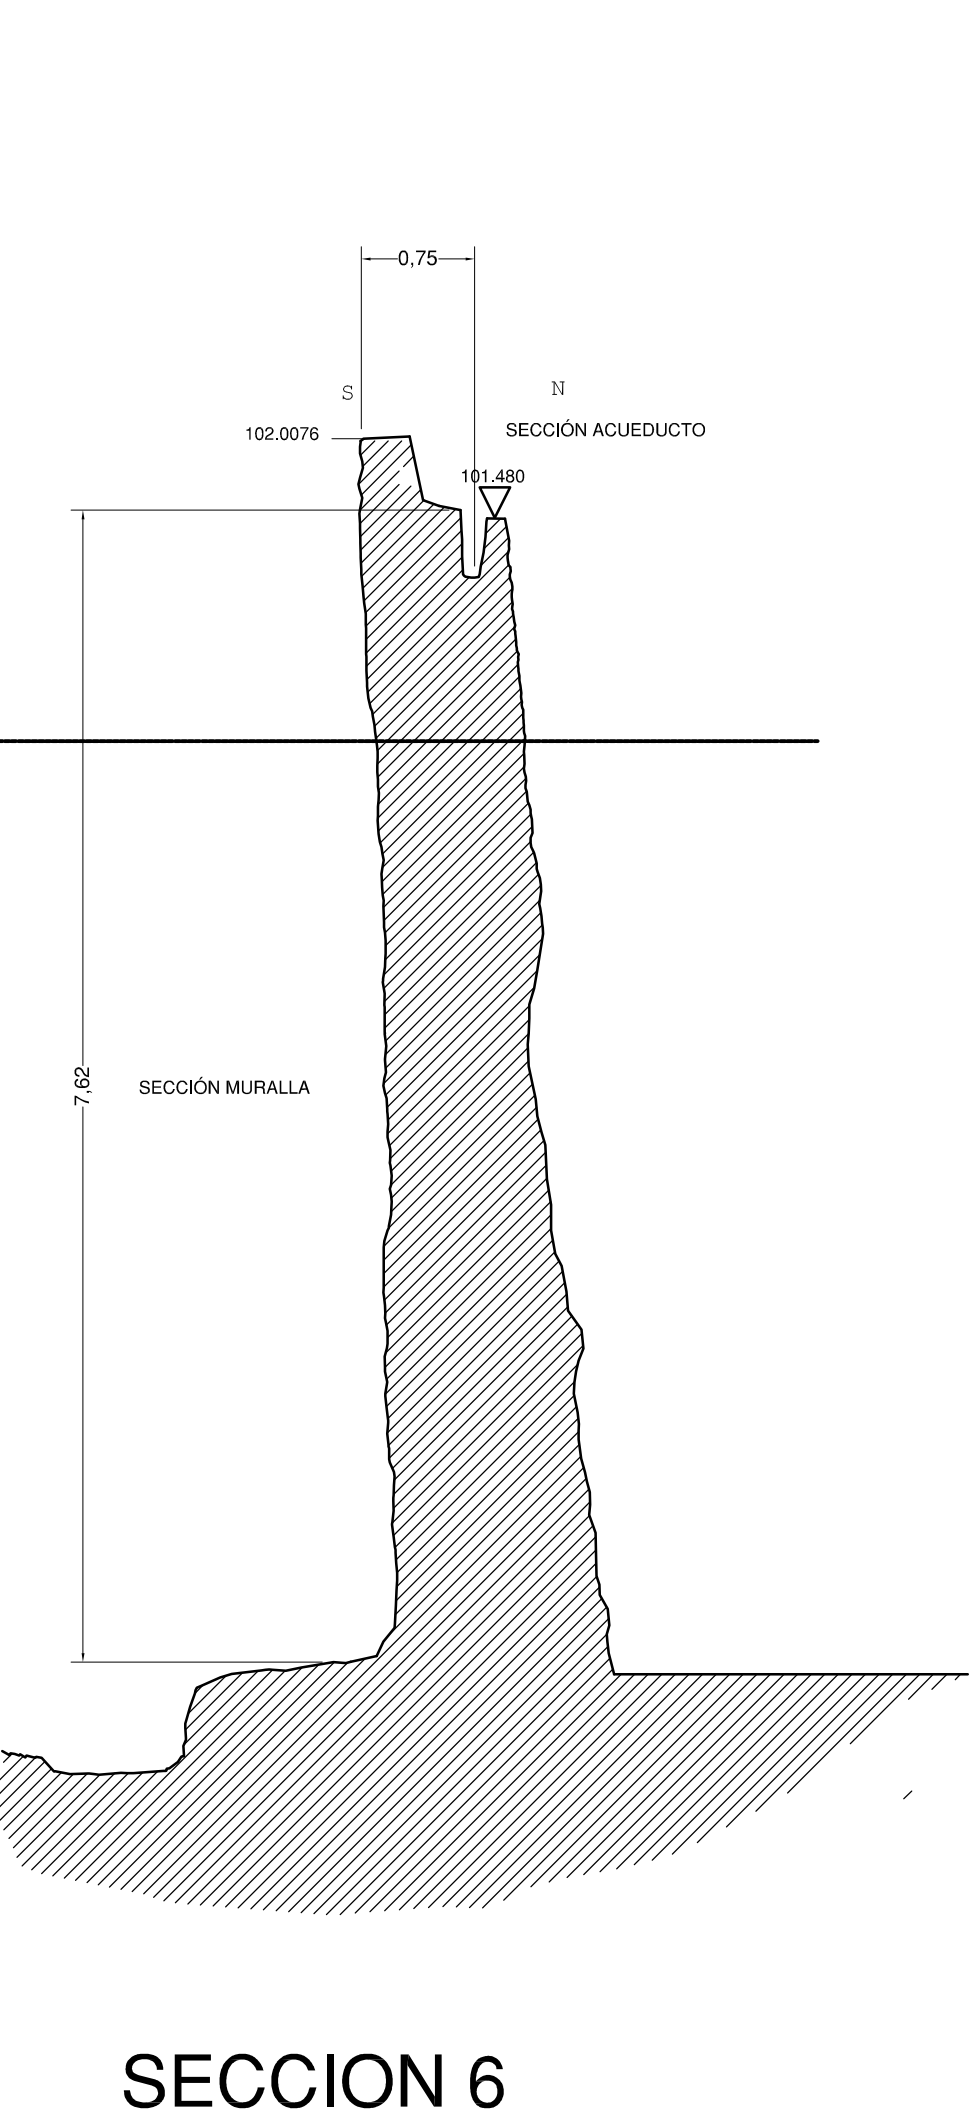 0,75
S
N
SECCIÓN ACUEDUCTO
102.0076
101.480
7,62
SECCIÓN MURALLA
SECCION 6